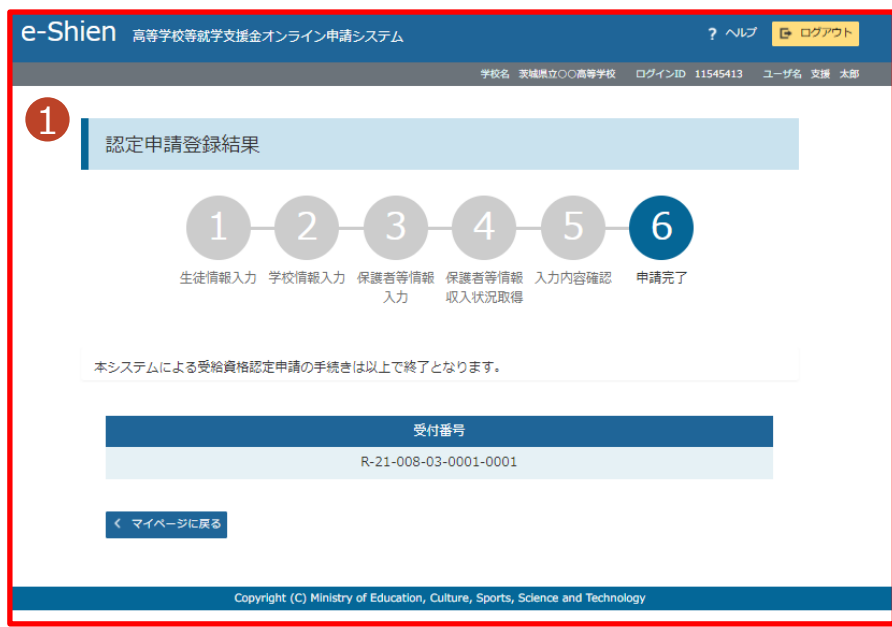 e-Shien 高等学校等就学支援金オンライン申請システム ? ヘルプ ログアウト
学校名 茨城県立○○高等学校 ログインID 11545413 ユーザ名 支援 太郎
1
認定申請登録結果
1 2 3 4 5 6
生徒情報入力 学校情報入力 保護者等情報 保護者等情報 入力内容確認 申請完了
入力 収入状況取得
本システムによる受給資格認定申請の手続きは以上で終了となります。
受付番号
R-21-008-03-0001-0001
< マイページに戻る
Copyright (C) Ministry of Education, Culture, Sports, Science and Technology